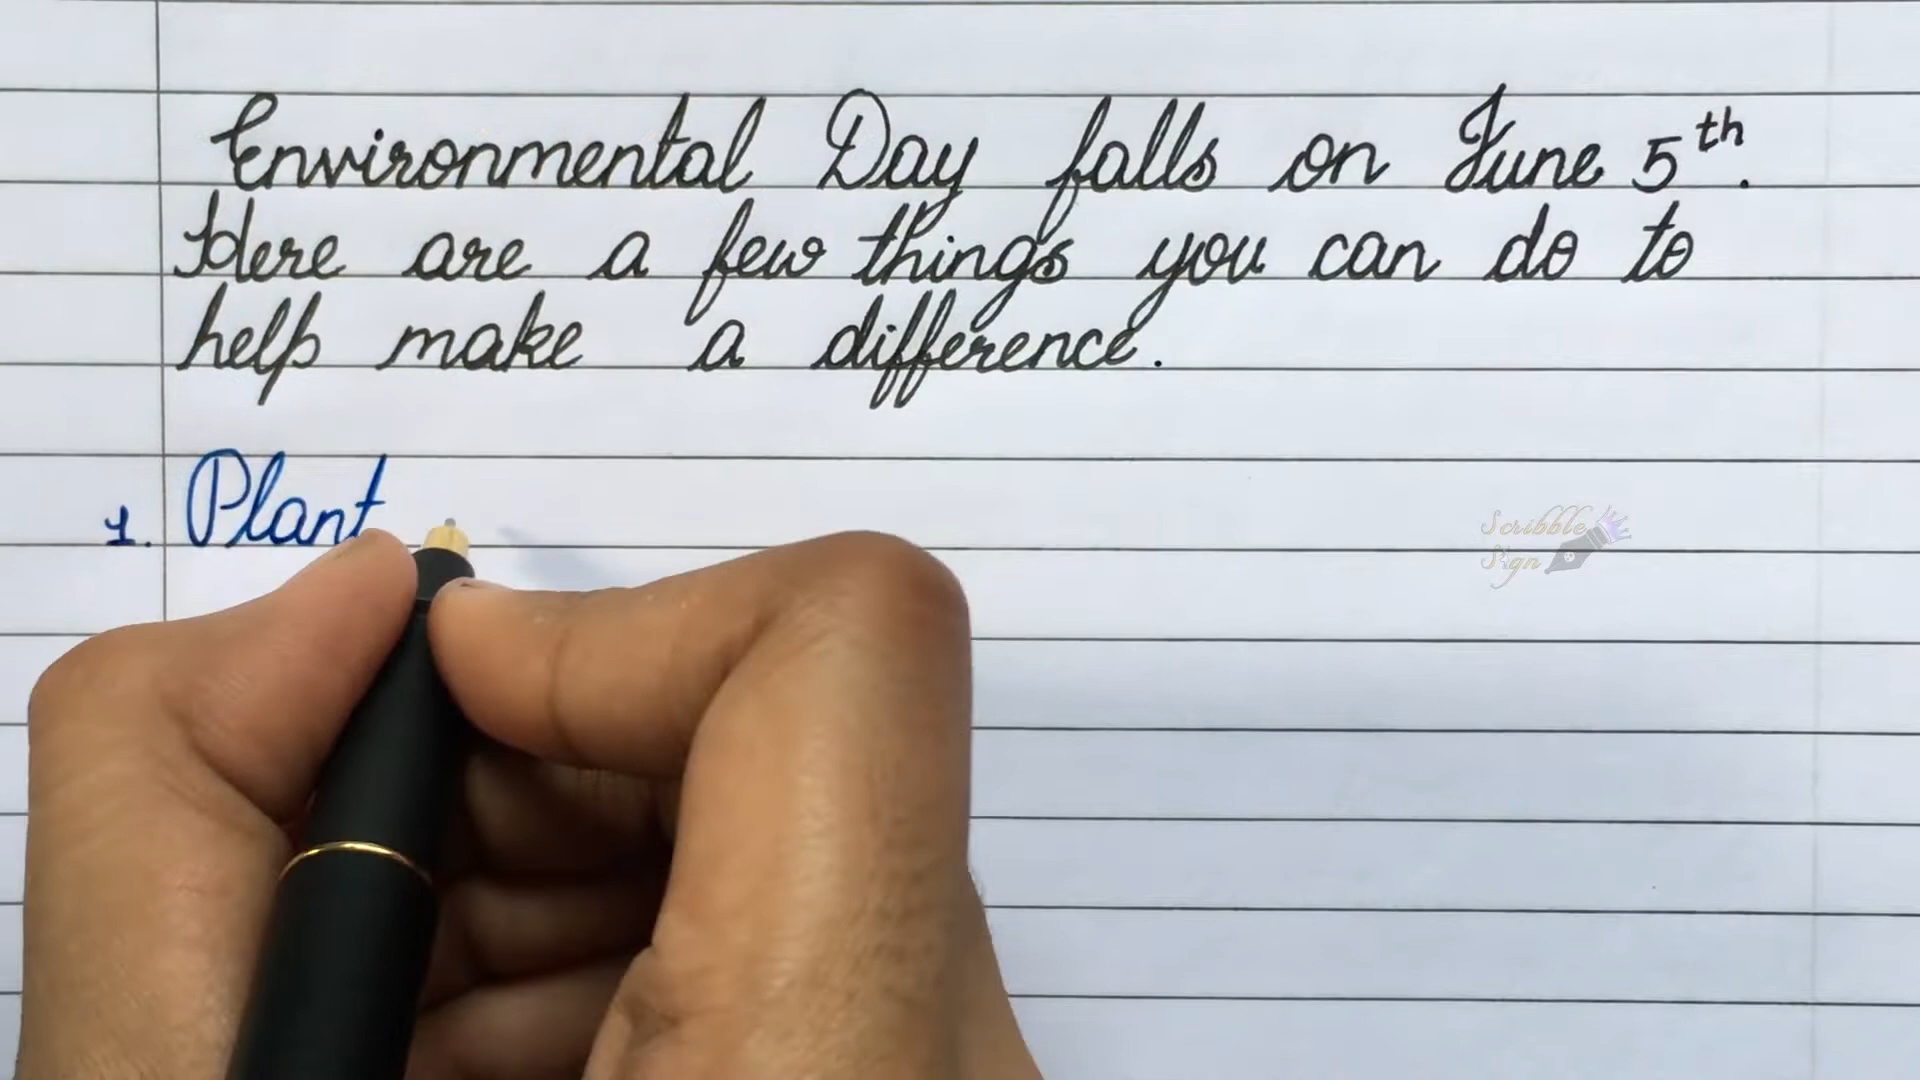 Environmental Day falls on June 5th.
Here are a few things you can do to
help make a difference.
1. Plant
Scribble
Sign